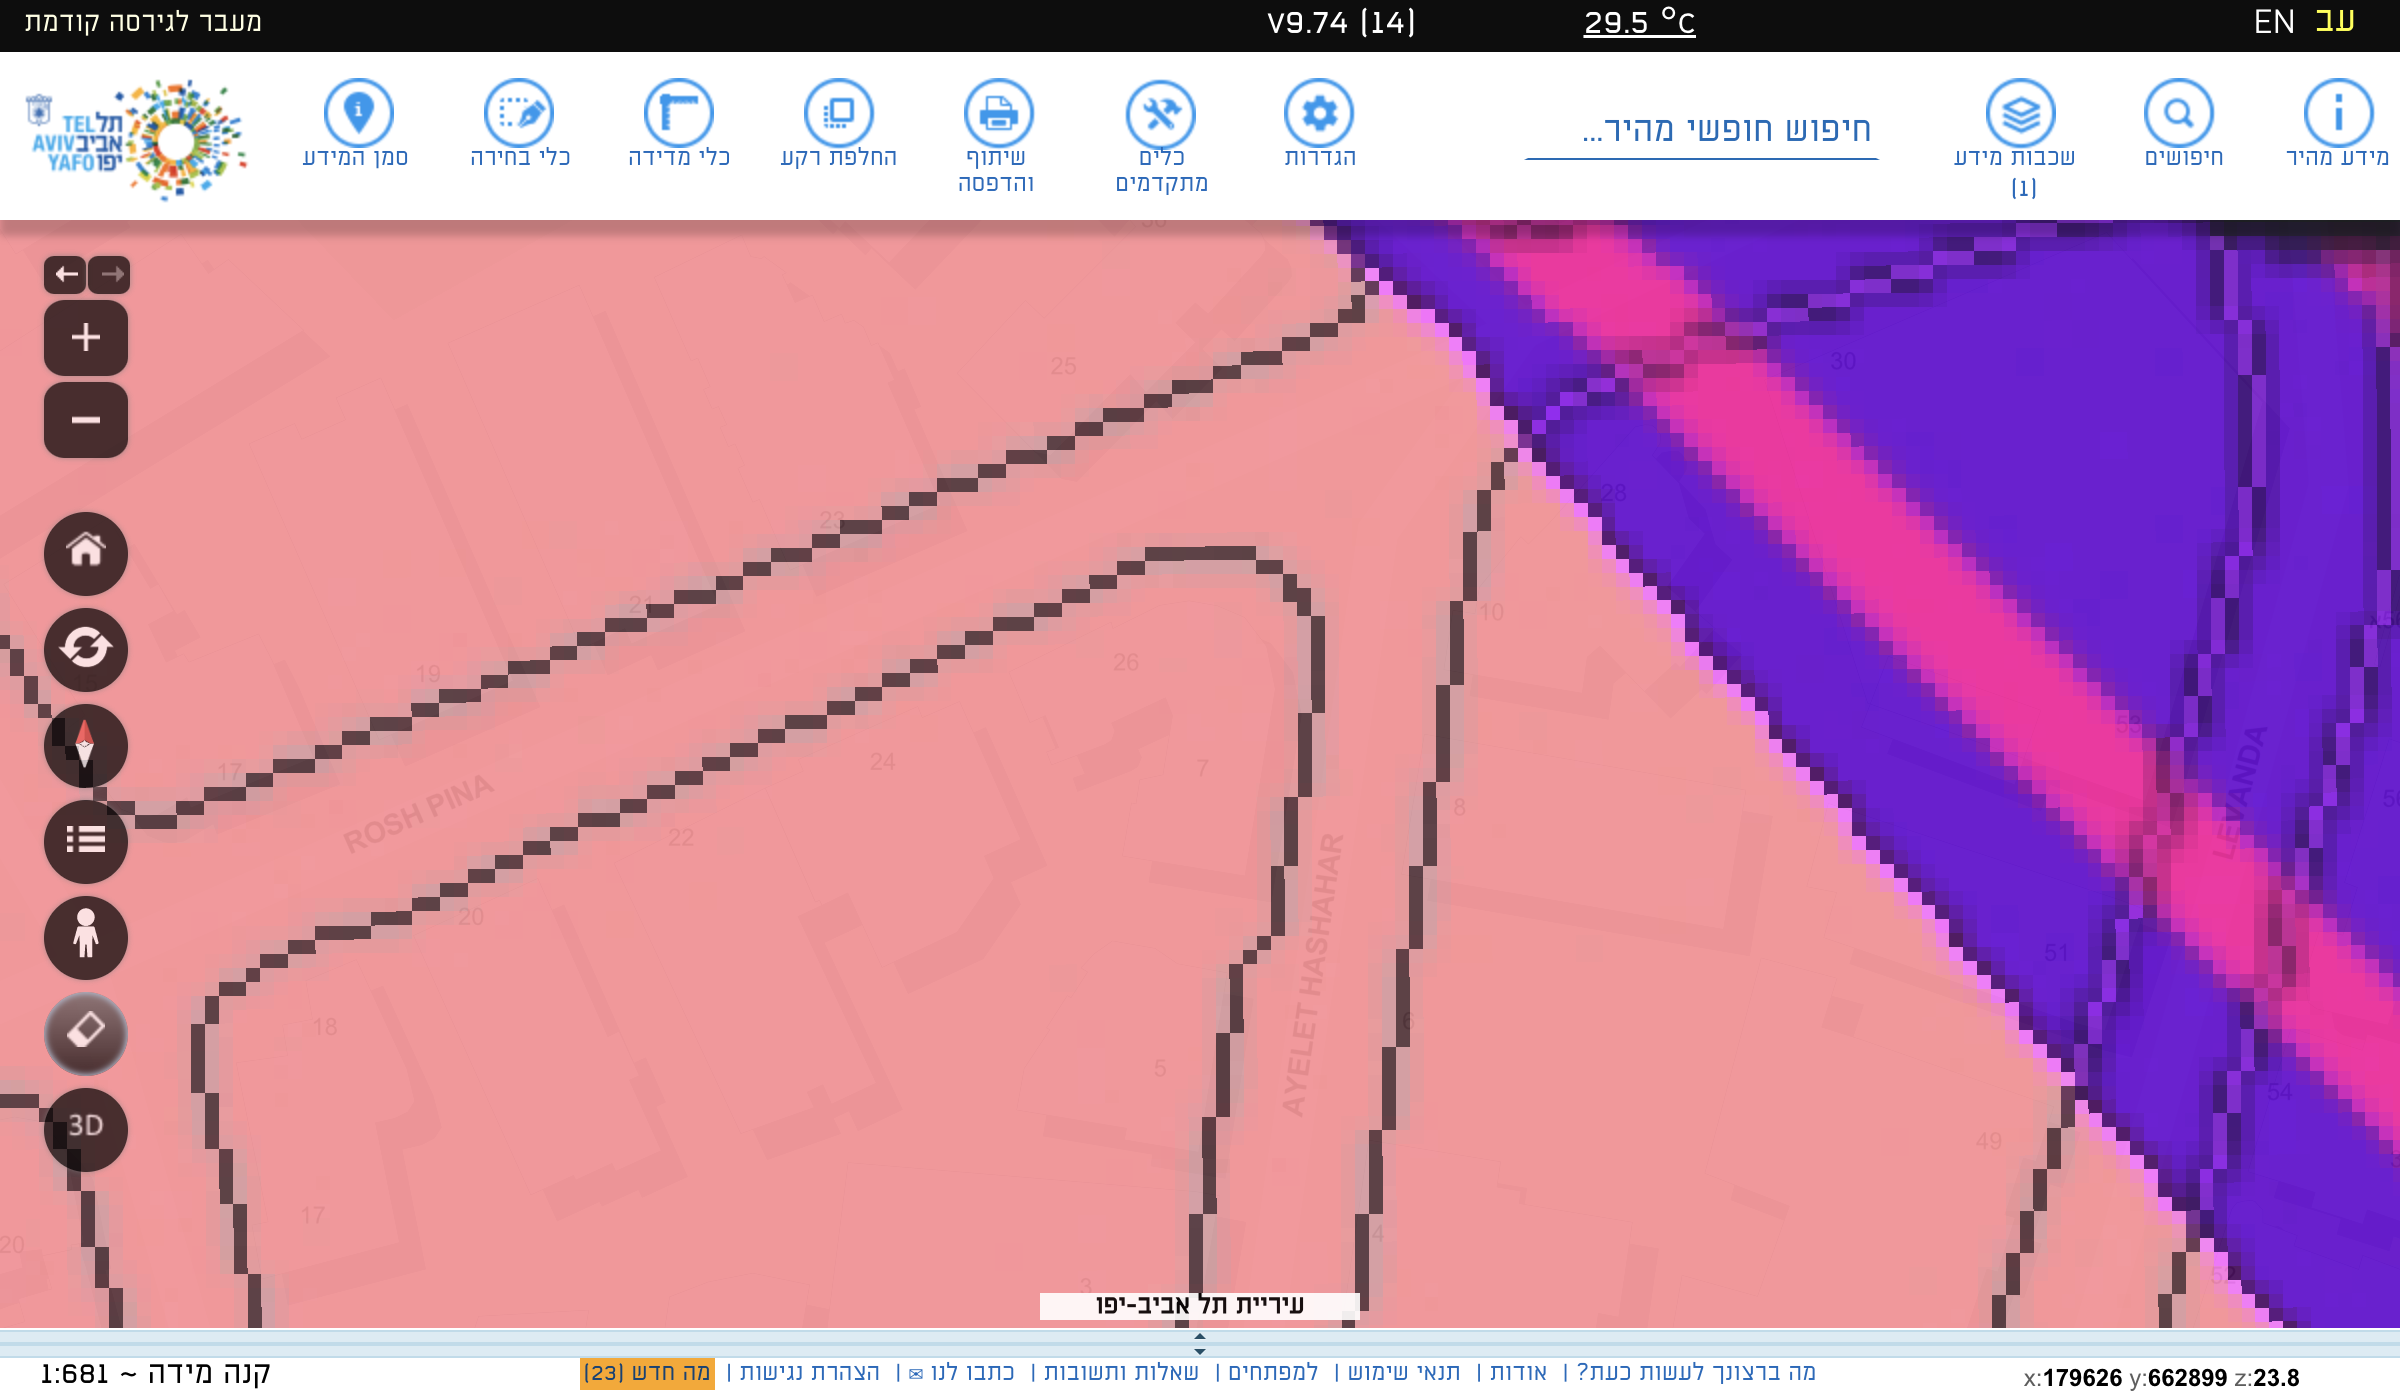 מעבר לגירסה קודמת
V9.74 (14)
29.5 °C
EN עב
מידע מהיר
חיפושים
שכבות מידע
(1)
חיפוש חופשי מהיר...
הגדרות
כלים
מתקדמים
שיתוף
והדפסה
החלפת רקע
כלי מדידה
כלי בחירה
סמן המידע
TEL תל
AVIV אביב
YAFO יפו
25
30
23
28
21
10
26
19
53
17
24
7
LEVANDA
ROSH PINA
22
8
20
51
AYELET HASHAHAR
18
6
5
54
3D
49
17
20
4
52
3
עיריית תל אביב-יפו
קנה מידה ~ 1:681
מה ברצונך לעשות כעת? | אודות | תנאי שימוש | למפתחים | שאלות ותשובות | כתבו לנו ✉ | הצהרת נגישות | מה חדש (23)
x:179626 y:662899 z:23.8